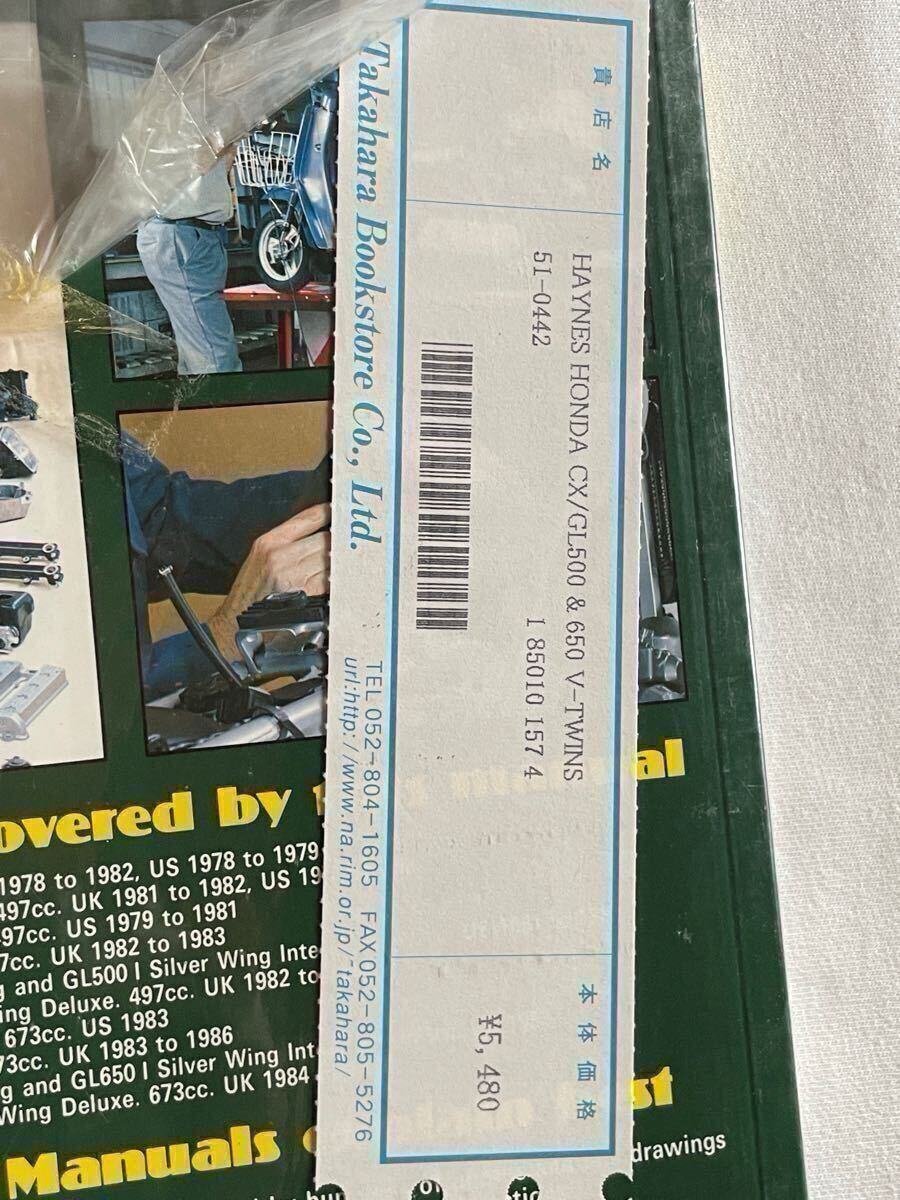 貴店名
HAYNES HONDA CX/GL500 & 650 V-TWINS
51-0442
1 85010 157 4
本体価格
¥5,480
Takahara Bookstore Co., Ltd.
TEL 052-804-1605 FAX 052-805-5276
url:http://www.na.rim.or.jp/~takahara/
overed by
al
1978 to 1982, US 1978 to 1979
497cc. UK 1981 to 1982, US 19
97cc. US 1979 to 1981
7cc. UK 1982 to 1983
g and GL500 I Silver Wing Inte
ing Deluxe. 497cc. UK 1982 to
673cc. US 1983
73cc. UK 1983 to 1986
g and GL650 I Silver Wing Int
Wing Deluxe. 673cc. UK 1984
st
Manuals
drawings